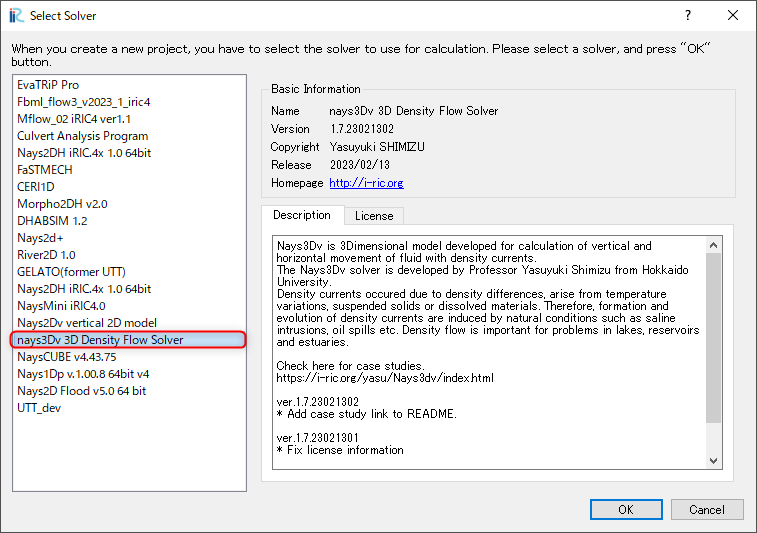 Select Solver
When you create a new project, you have to select the solver to use for calculation. Please select a solver, and press "OK"
button.
EvaTRiP Pro
Fbml_flow3_v2023_1_iric4
Mflow_02 iRIC4 ver1.1
Culvert Analysis Program
Nays2DH iRIC.4x 1.0 64bit
FaSTMECH
CERI1D
Morpho2DH v2.0
DHABSIM 1.2
Nays2d+
River2D 1.0
GELATO(former UTT)
Nays2DH iRIC.4x 1.0 64bit
NaysMini iRIC4.0
Nays2Dv vertical 2D model
nays3Dv 3D Density Flow Solver
NaysCUBE v4.43.75
Nays1Dp v.1.00.8 64bit v4
Nays2D Flood v5.0 64 bit
UTT_dev
Basic Information
Name nays3Dv 3D Density Flow Solver
Version 1.7.23021302
Copyright Yasuyuki SHIMIZU
Release 2023/02/13
Homepage http://i-ric.org
Description License
Nays3Dv is 3Dimensional model developed for calculation of vertical and
horizontal movement of fluid with density currents.
The Nays3Dv solver is developed by Professor Yasuyuki Shimizu from Hokkaido
University.
Density currents occured due to density differences, arise from temperature
variations, suspended solids or dissolved materials. Therefore, formation and
evolution of density currents are induced by natural conditions such as saline
intrusions, oil spills etc. Density flow is important for problems in lakes, reservoirs
and estuaries.
Check here for case studies.
https://i-ric.org/yasu/Nays3dv/index.html
ver.1.7.23021302
* Add case study link to README.
ver.1.7.23021301
* Fix license information
OK Cancel